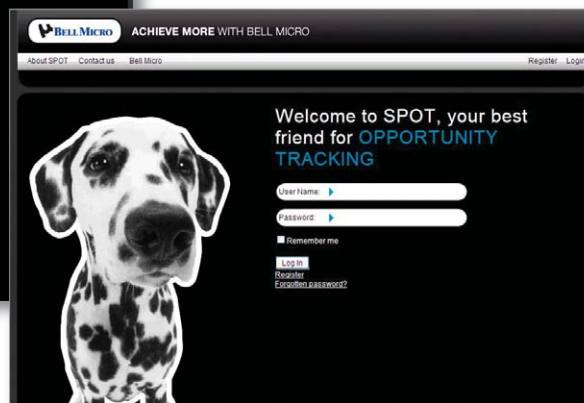 BELL MICRO ACHIEVE MORE WITH BELL MICRO
About SPOT Contact us Bell Micro Register Login
Welcome to SPOT, your best
friend for OPPORTUNITY
TRACKING
User Name:
Password:
Remember me
Log In
Register
Forgotten password?